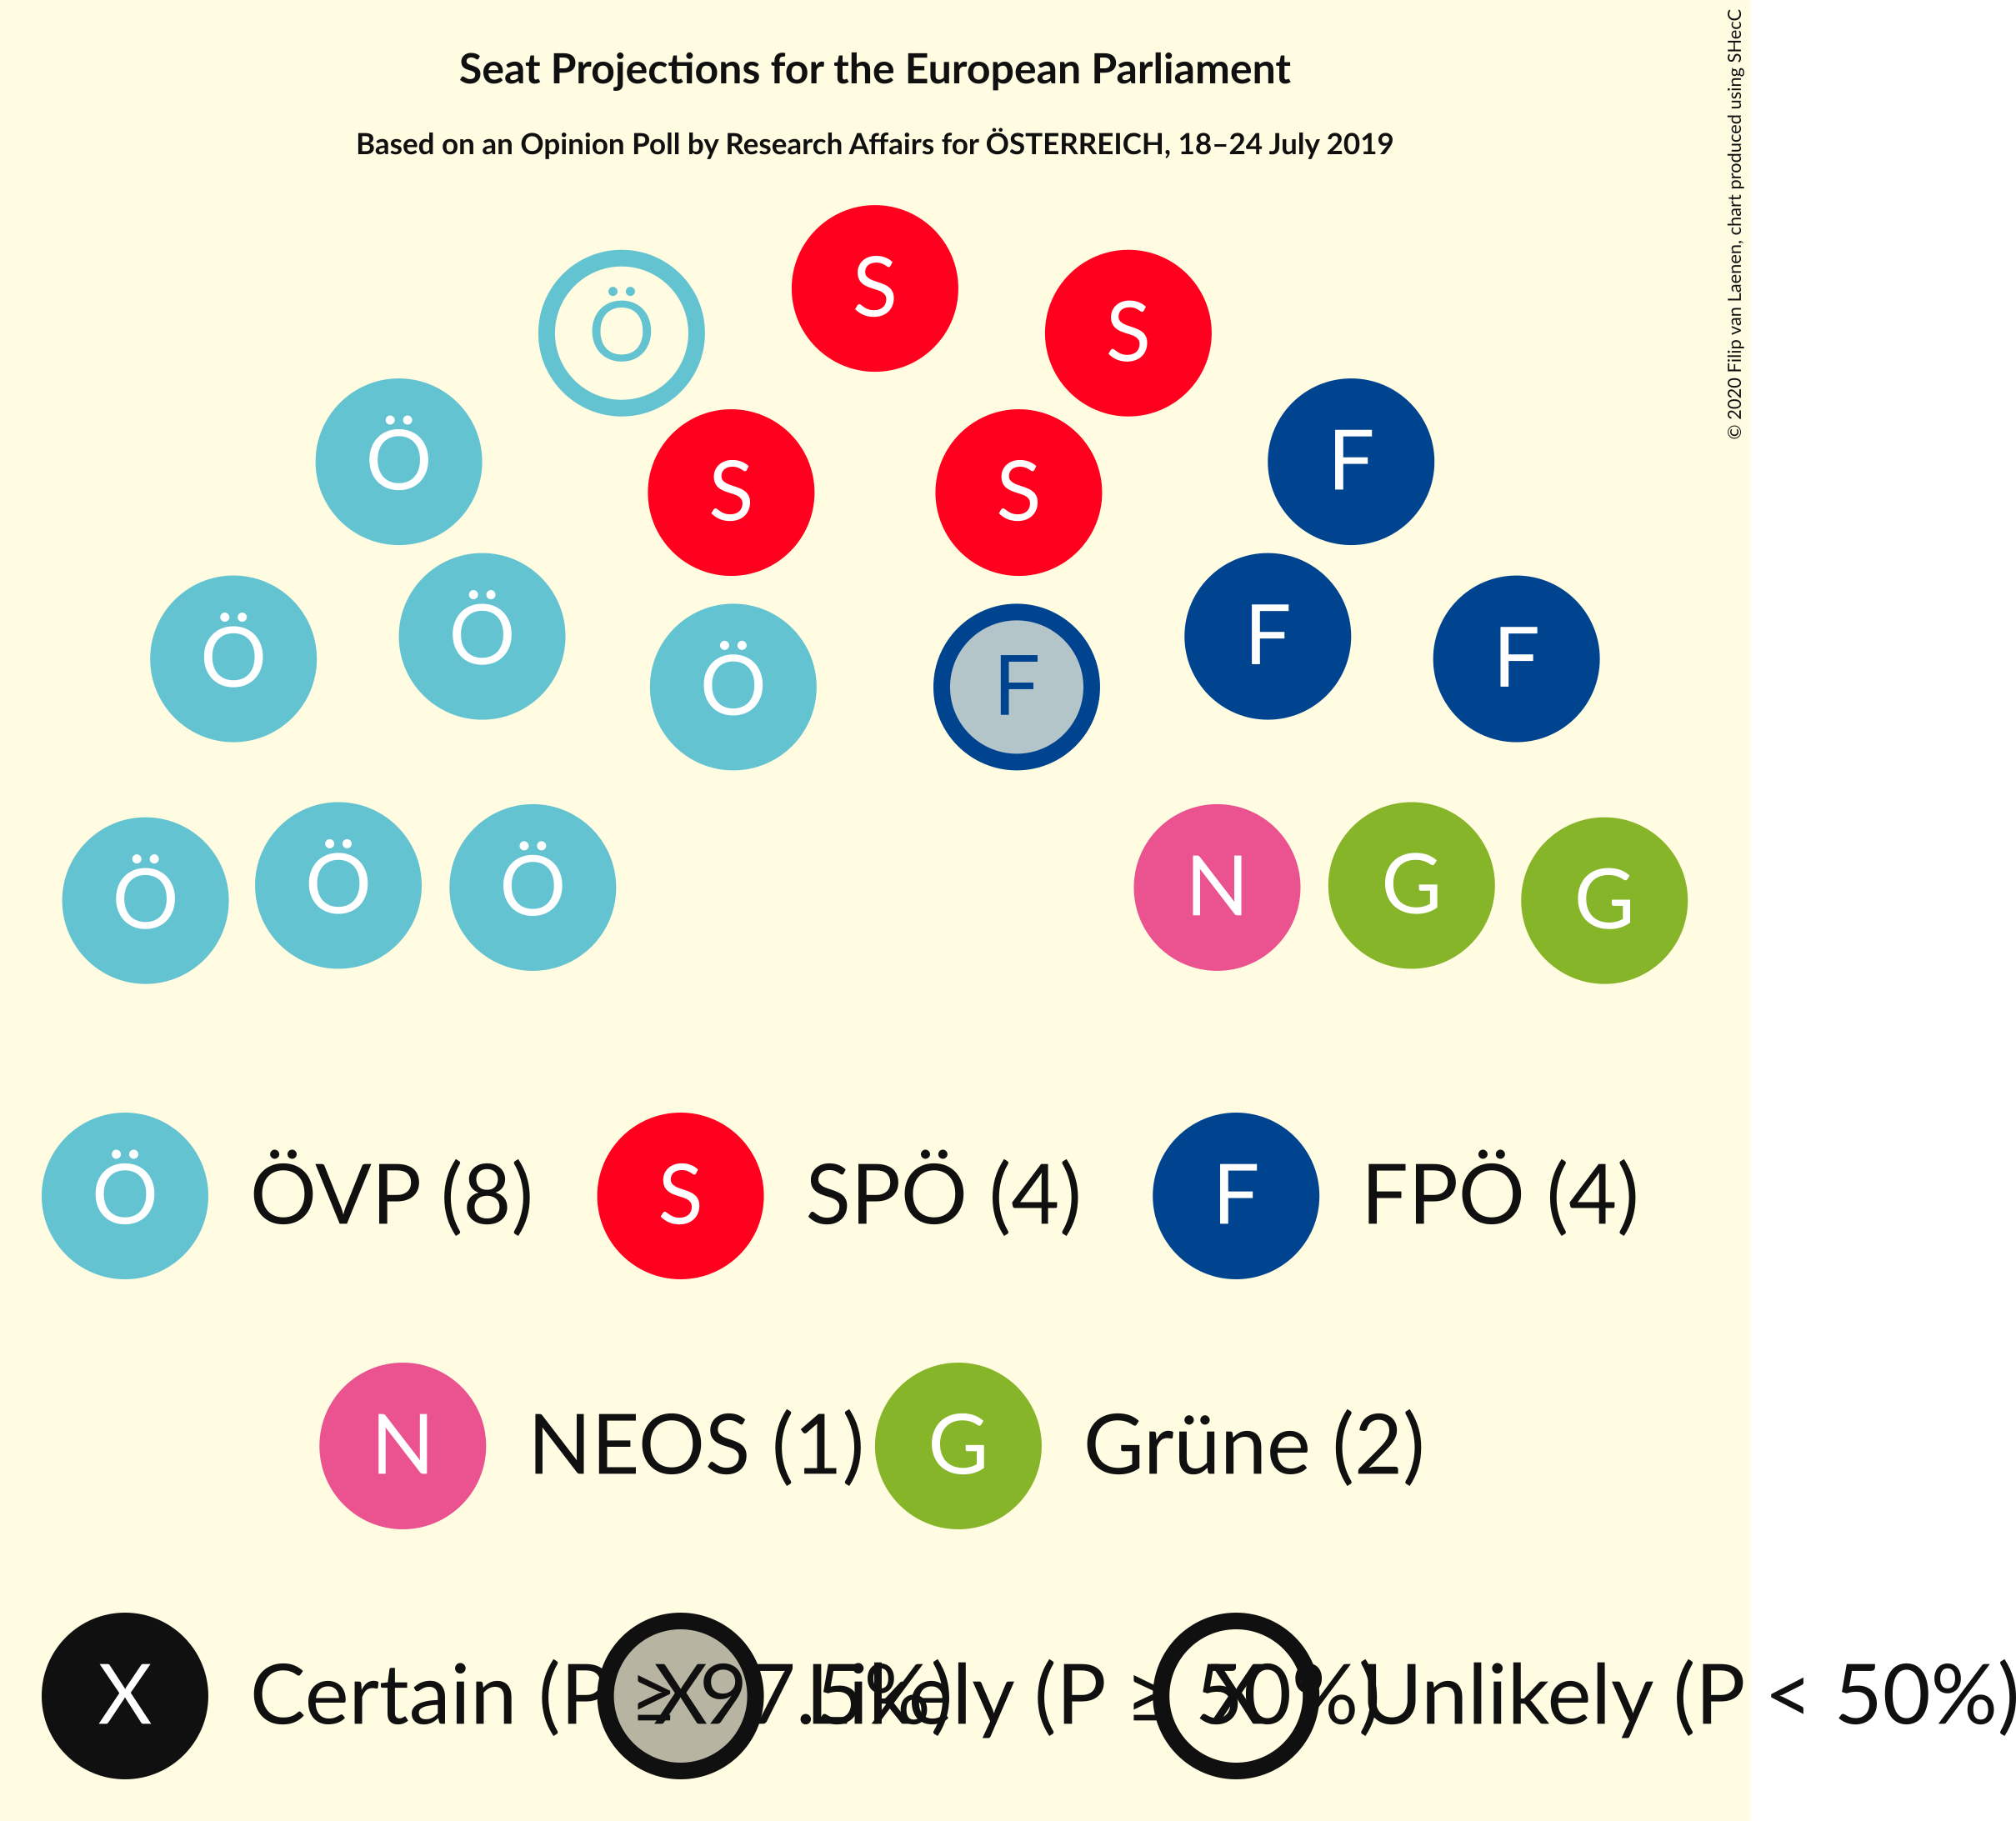 Seat Projections for the European Parliament
Based on an Opinion Poll by Research Affairs for ÖSTERREICH, 18–24 July 2019
© 2020 Filip van Laenen, chart produced using SHecC
S
Ö S
Ö F
S S
Ö Ö F F
Ö F
Ö Ö Ö N G G
Ö ÖVP (8) S SPÖ (4) F FPÖ (4)
N NEOS (1) G Grüne (2)
X Certain (P ≥ 97.5%) X Likely (P ≥ 50%) X Unlikely (P < 50%)